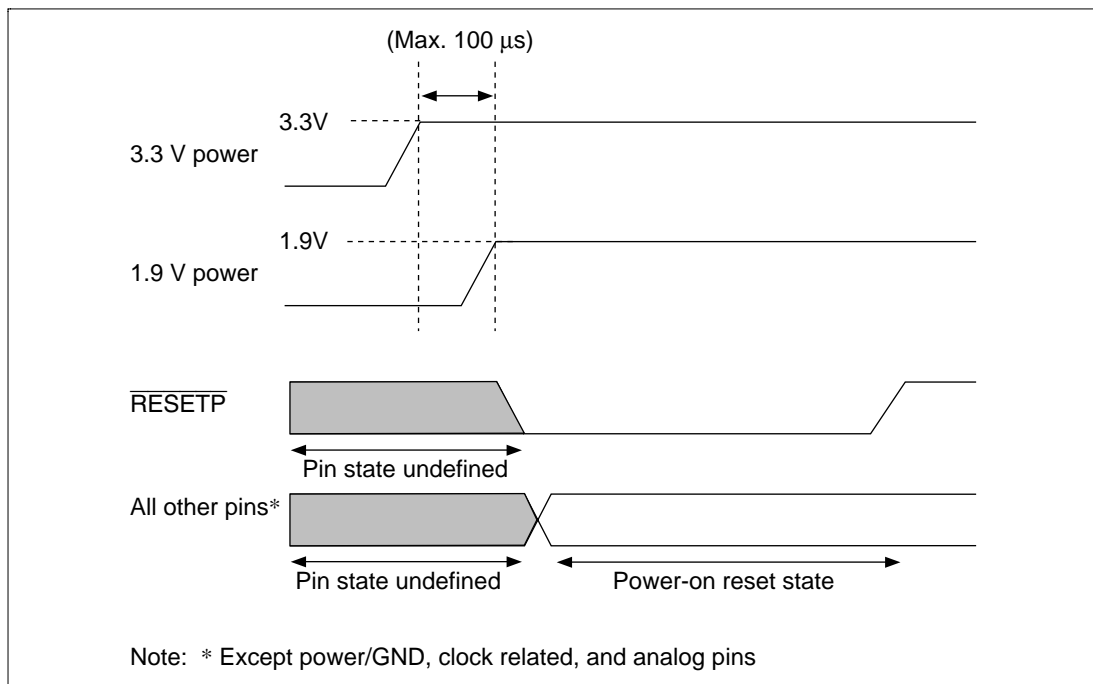 (Max. 100 µs)
3.3V
3.3 V power
1.9V
1.9 V power
RESETP
Pin state undefined
All other pins*
Pin state undefined
Power-on reset state
Note: * Except power/GND, clock related, and analog pins